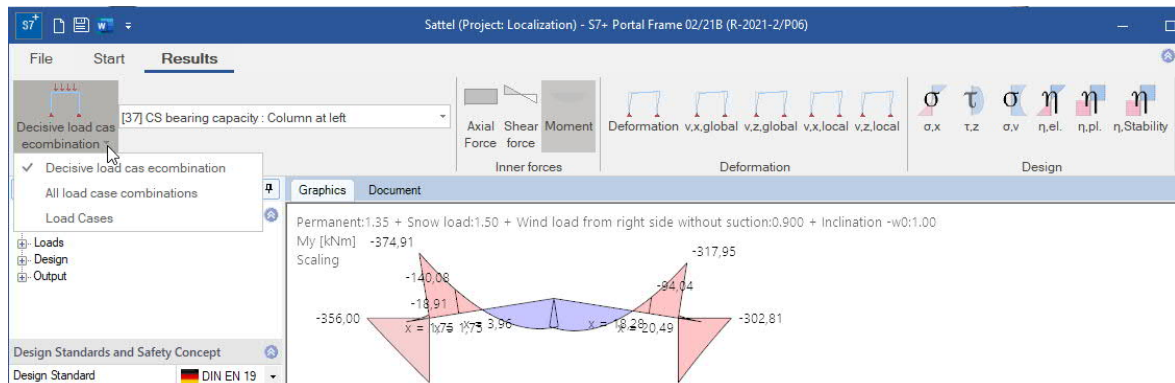 S7+
Sattel (Project: Localization) - S7+ Portal Frame 02/21B (R-2021-2/P06)
File Start Results
Decisive load cas
ecombination
[37] CS bearing capacity : Column at left
Axial Force
Shear force
Moment
Inner forces
Deformation v,x,global v,z,global v,x,local v,z,local
Deformation
σ τ σ η η η
σ,x τ,z σ,v η,el. η,pl. η,Stability
Design
Decisive load cas ecombination
All load case combinations
Load Cases
Loads
Design
Output
Design Standards and Safety Concept
Design Standard DIN EN 19
Graphics Document
Permanent:1.35 + Snow load:1.50 + Wind load from right side without suction:0.900 + Inclination -w0:1.00
My [kNm] -374,91
Scaling
-317,95
-140,08
-94,04
-18,91
-356,00
x = 1,75
x = 3,96
x = 18,28
x = 20,49
-302,81